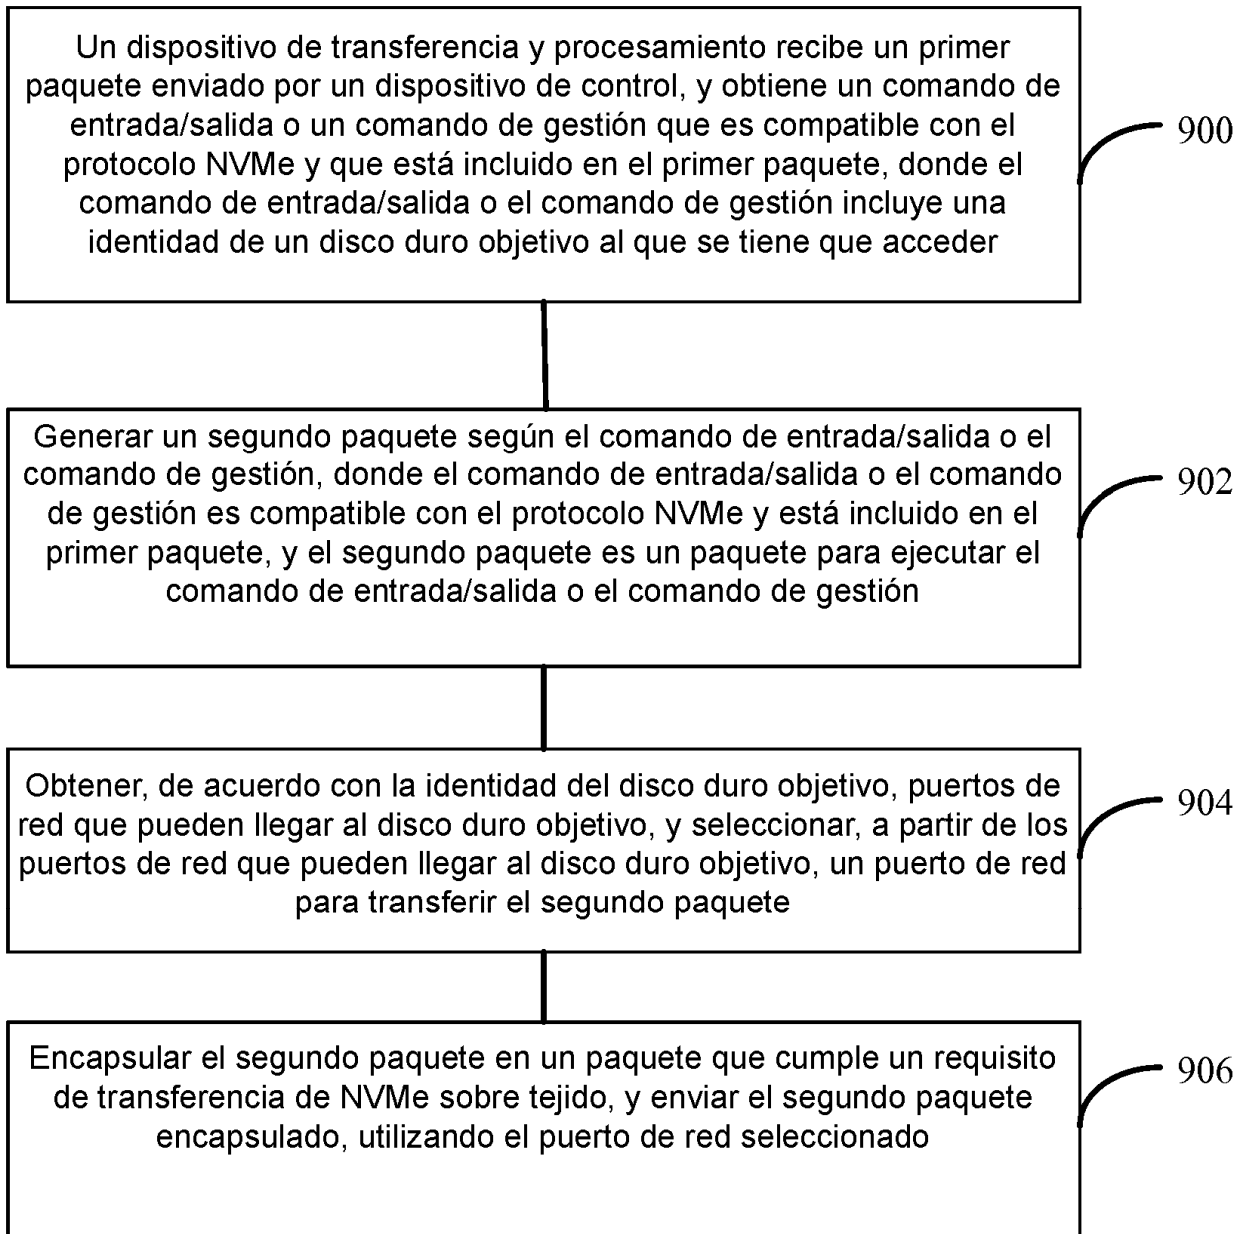 Un dispositivo de transferencia y procesamiento recibe un primer
paquete enviado por un dispositivo de control, y obtiene un comando de
entrada/salida o un comando de gestión que es compatible con el
protocolo NVMe y que está incluido en el primer paquete, donde el
comando de entrada/salida o el comando de gestión incluye una
identidad de un disco duro objetivo al que se tiene que acceder
900
Generar un segundo paquete según el comando de entrada/salida o el
comando de gestión, donde el comando de entrada/salida o el comando
de gestión es compatible con el protocolo NVMe y está incluido en el
primer paquete, y el segundo paquete es un paquete para ejecutar el
comando de entrada/salida o el comando de gestión
902
Obtener, de acuerdo con la identidad del disco duro objetivo, puertos de
red que pueden llegar al disco duro objetivo, y seleccionar, a partir de los
puertos de red que pueden llegar al disco duro objetivo, un puerto de red
para transferir el segundo paquete
904
Encapsular el segundo paquete en un paquete que cumple un requisito
de transferencia de NVMe sobre tejido, y enviar el segundo paquete
encapsulado, utilizando el puerto de red seleccionado
906